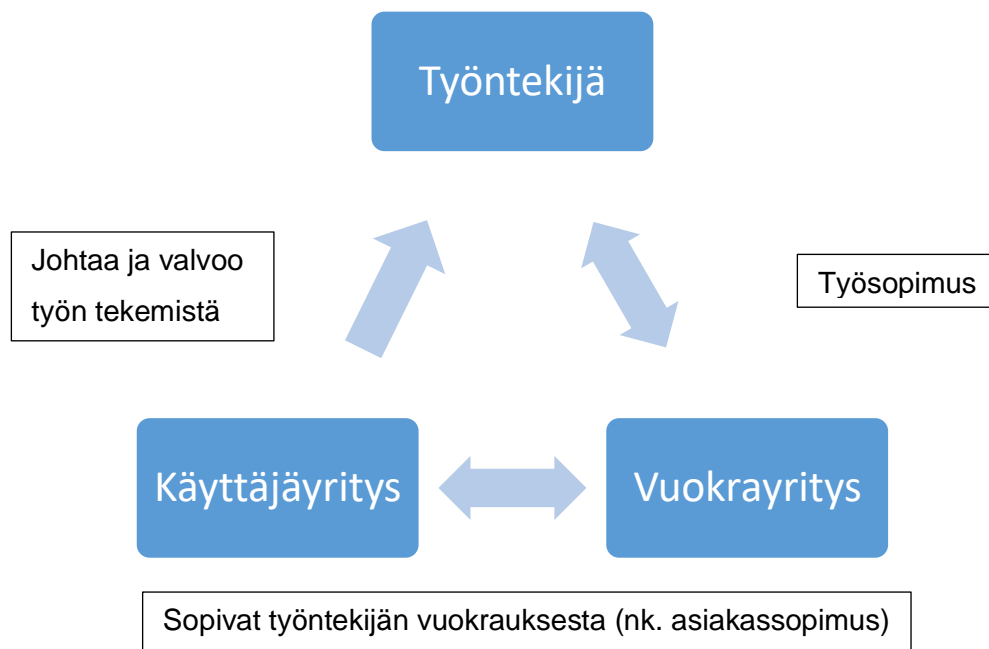 Työntekijä
Johtaa ja valvoo
työn tekemistä
Työsopimus
Käyttäjäyritys
Vuokrayritys
Sopivat työntekijän vuokrauksesta (nk. asiakassopimus)